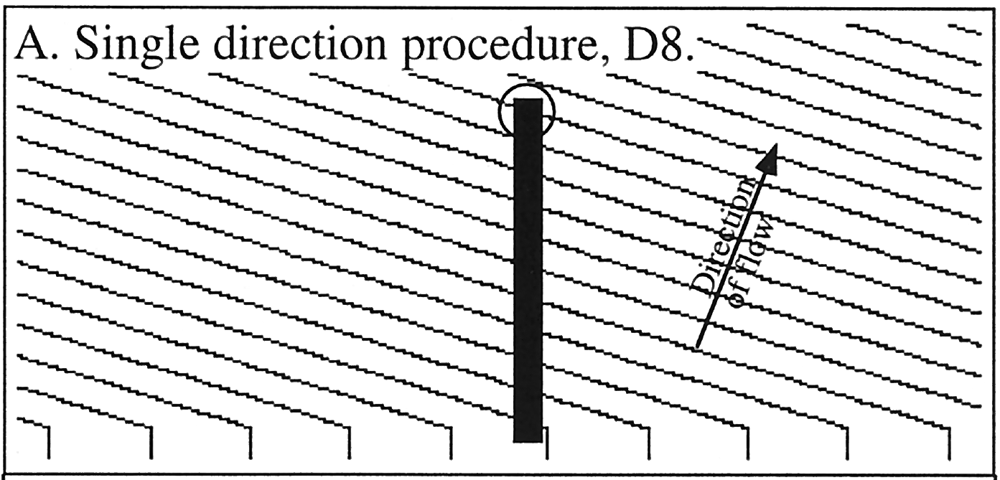 A. Single direction procedure, D8.
Direction
of flow